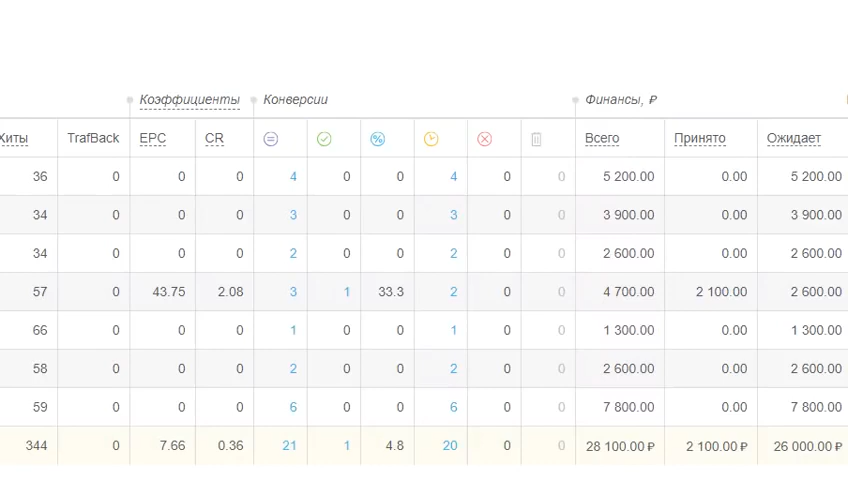 Коэффициенты Конверсии Финансы, ₽
Хиты TrafBack EPC CR Всего Принято Ожидает
36 0 0 0 4 0 0 4 0 0 5 200.00 0.00 5 200.00
34 0 0 0 3 0 0 3 0 0 3 900.00 0.00 3 900.00
34 0 0 0 2 0 0 2 0 0 2 600.00 0.00 2 600.00
57 0 43.75 2.08 3 1 33.3 2 0 0 4 700.00 2 100.00 2 600.00
66 0 0 0 1 0 0 1 0 0 1 300.00 0.00 1 300.00
58 0 0 0 2 0 0 2 0 0 2 600.00 0.00 2 600.00
59 0 0 0 6 0 0 6 0 0 7 800.00 0.00 7 800.00
344 0 7.66 0.36 21 1 4.8 20 0 0 28 100.00 ₽ 2 100.00 ₽ 26 000.00 ₽